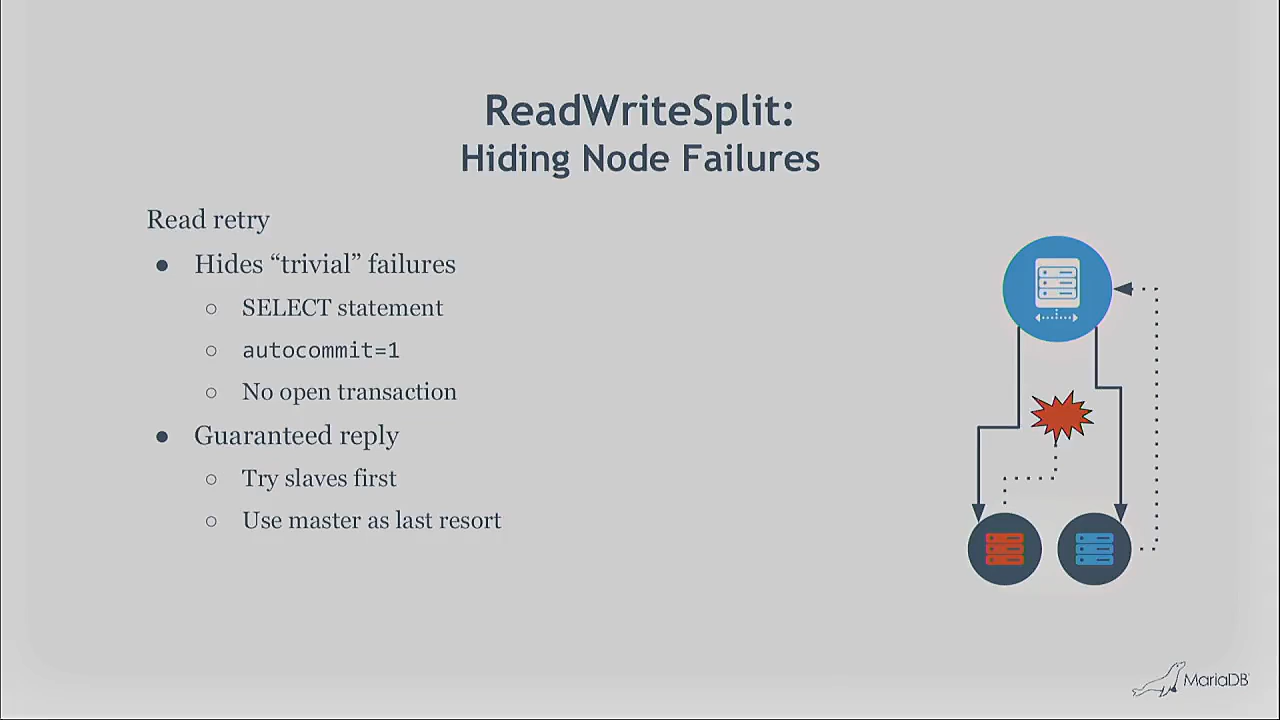 ReadWriteSplit:
Hiding Node Failures
Read retry
● Hides “trivial” failures
○ SELECT statement
○ autocommit=1
○ No open transaction
● Guaranteed reply
○ Try slaves first
○ Use master as last resort
MariaDB